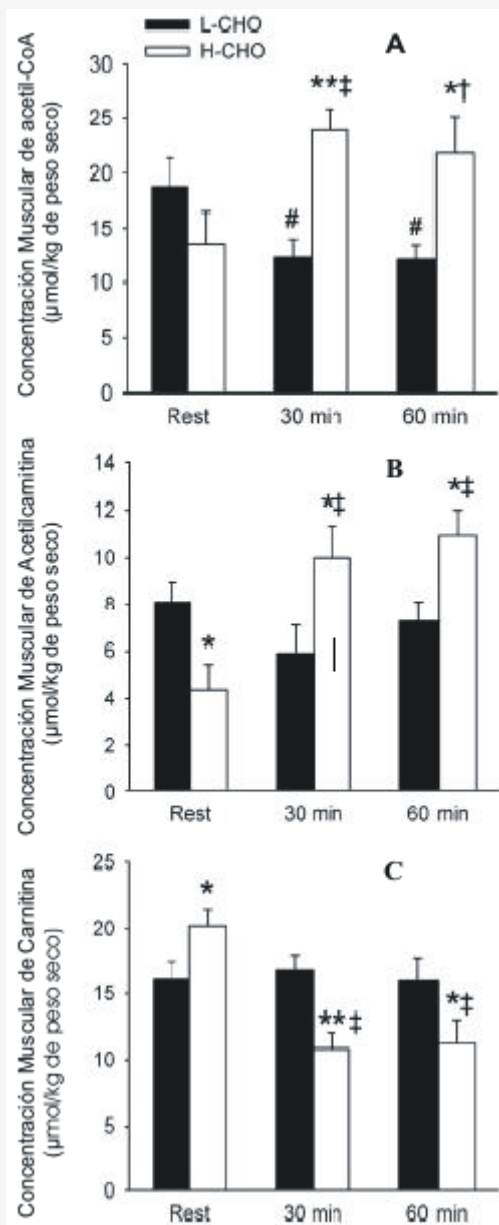 L-CHO
H-CHO
A
Concentración Muscular de acetil-CoA
(µmol/kg de peso seco)
30
25
20
15
10
5
0
**‡
*†
#
#
Rest 30 min 60 min
B
Concentración Muscular de Acetilcarnitina
(µmol/kg de peso seco)
14
12
10
8
6
4
2
0
*
*‡
*‡
Rest 30 min 60 min
C
Concentración Muscular de Carnitina
(µmol/kg de peso seco)
25
20
15
10
5
0
*
**‡
*‡
Rest 30 min 60 min